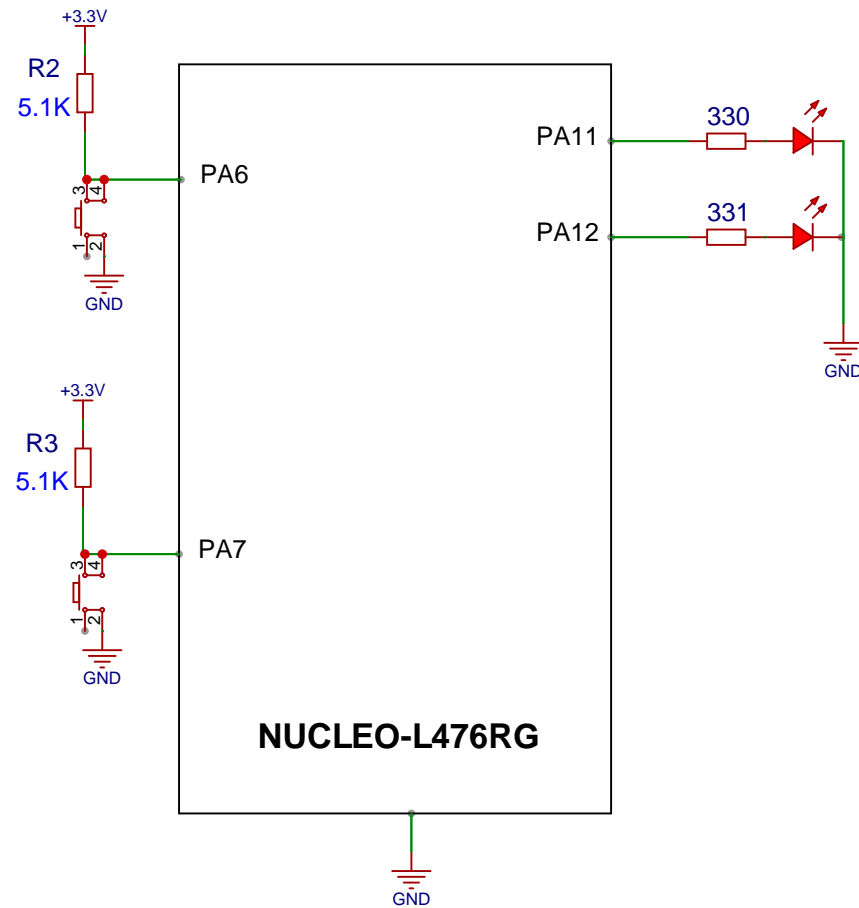 +3.3V
R2
5.1K
PA6
3
4
1
2
GND
+3.3V
R3
5.1K
PA7
3
4
1
2
GND
PA11
330
PA12
331
GND
NUCLEO-L476RG
GND